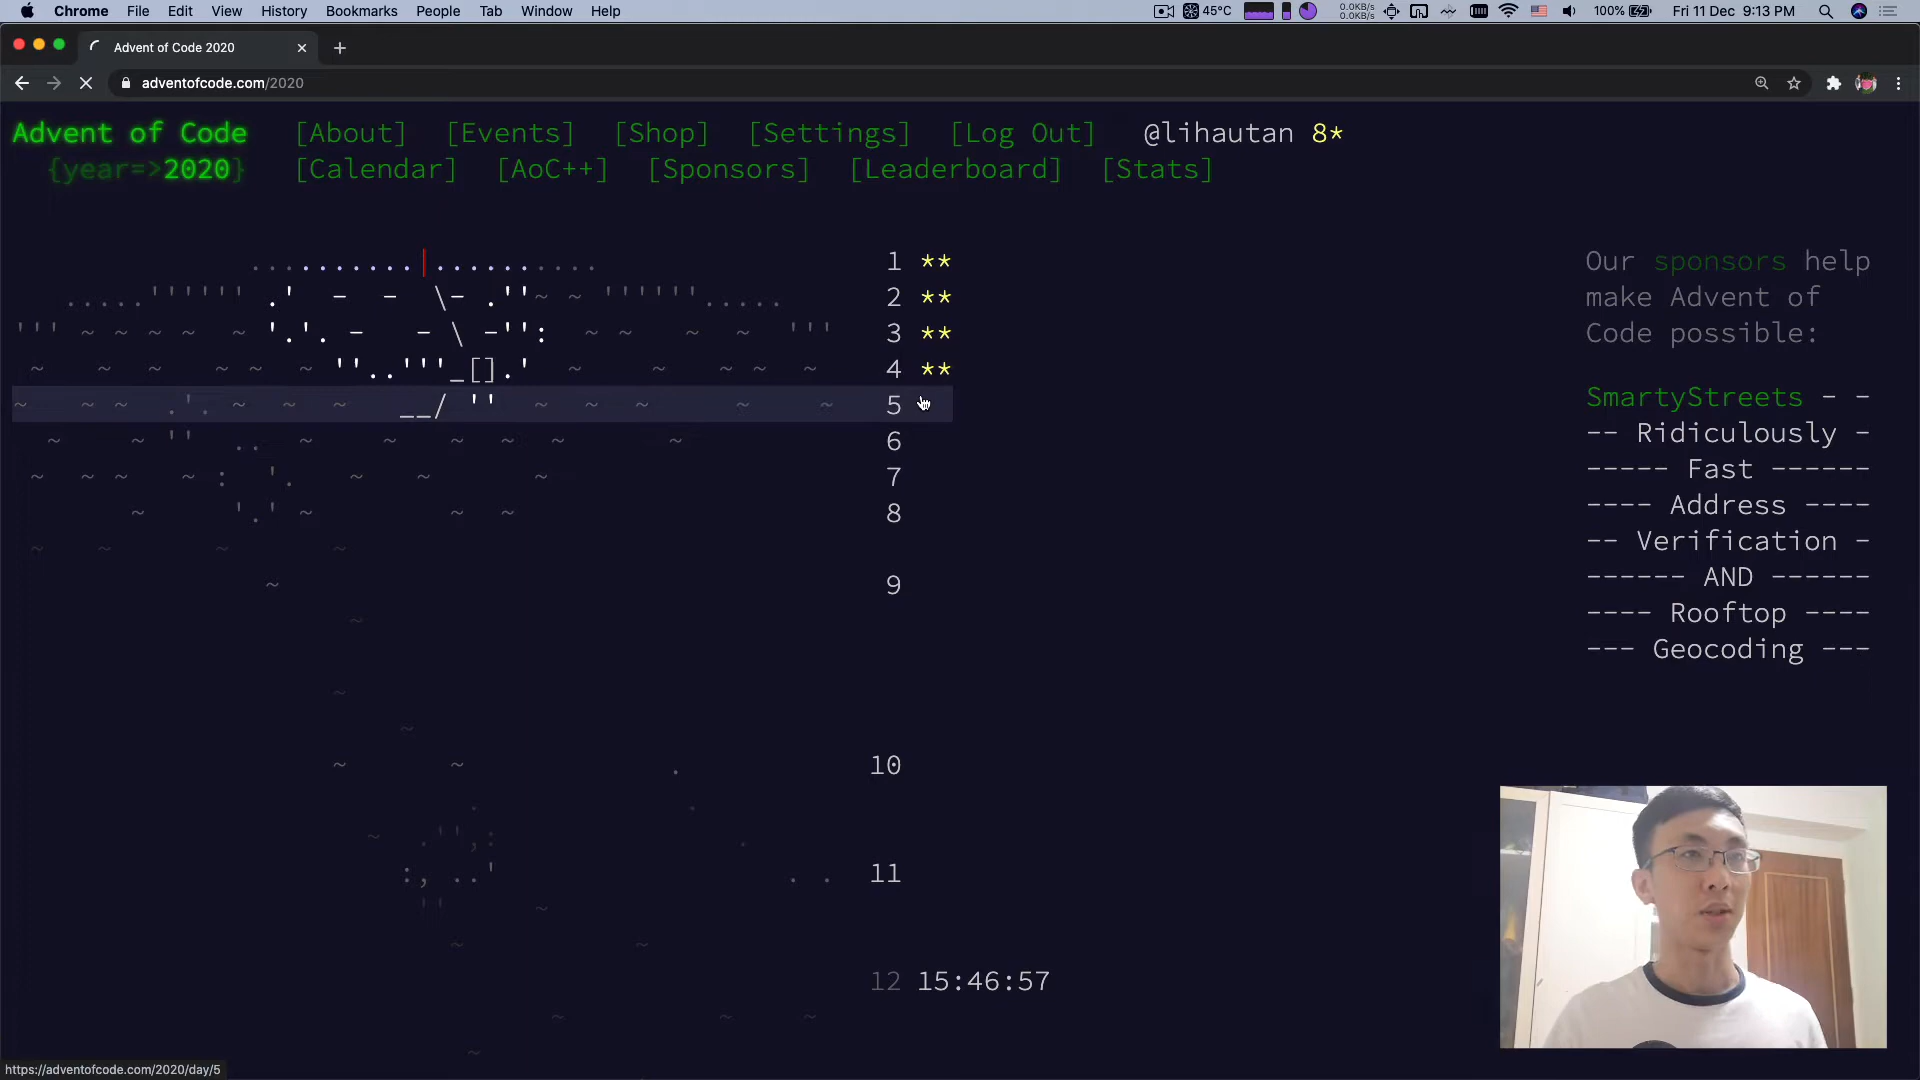 Chrome File Edit View History Bookmarks People Tab Window Help
45°C 0.0KB/s 0.0KB/s 100% Fri 11 Dec 9:13 PM
Advent of Code 2020
adventofcode.com/2020
Advent of Code [About] [Events] [Shop] [Settings] [Log Out] @lihautan 8*
{year=>2020} [Calendar] [AoC++] [Sponsors] [Leaderboard] [Stats]
1 **
2 **
3 **
4 **
5
6
7
8
9
10
11
12 15:46:57
Our sponsors help
make Advent of
Code possible:
SmartyStreets - -
-- Ridiculously -
----- Fast ------
---- Address ----
-- Verification -
------ AND ------
---- Rooftop ----
--- Geocoding ---
https://adventofcode.com/2020/day/5